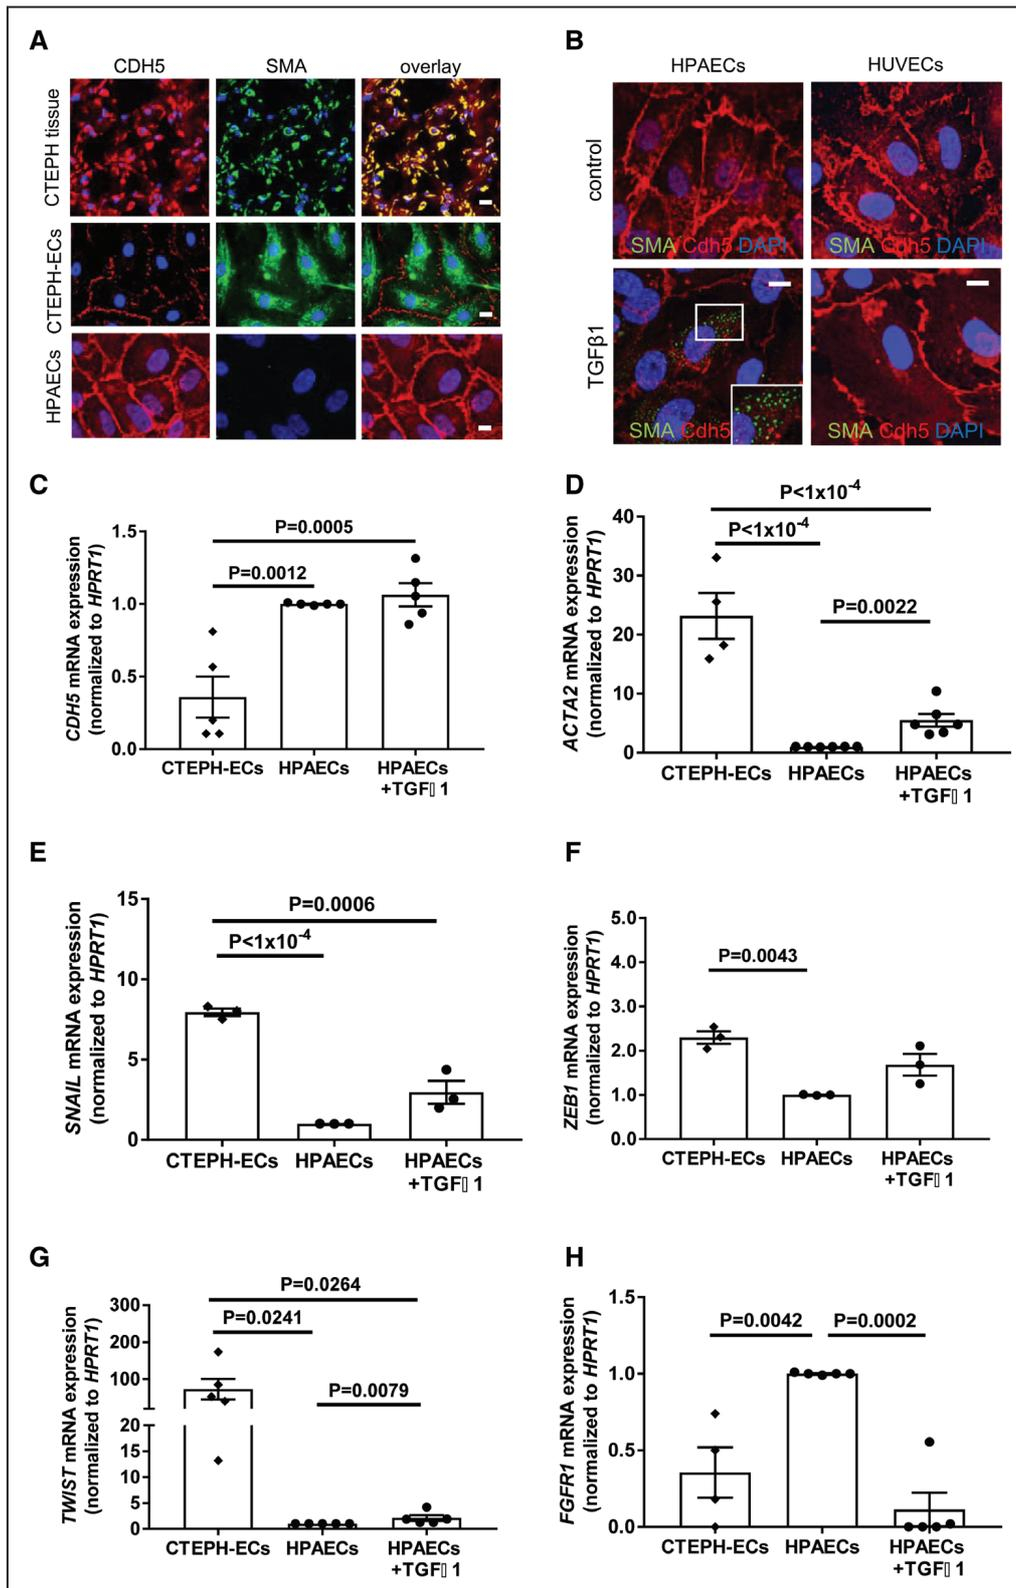 A
CDH5 SMA overlay
CTEPH tissue
CTEPH-ECs
HPAECs
B
HPAECs HUVECs
control
SMA Cdh5 DAPI
SMA Cdh5 DAPI
TGFβ1
SMA Cdh5
SMA Cdh5 DAPI
C
CDH5 mRNA expression
(normalized to HPRT1)
1.5
1.0
0.5
0.0
P=0.0005
P=0.0012
CTEPH-ECs HPAECs HPAECs
+TGF▯ 1
D
ACTA2 mRNA expression
(normalized to HPRT1)
40
30
20
10
0
P<1x10-4
P<1x10-4
P=0.0022
CTEPH-ECs HPAECs HPAECs
+TGF▯ 1
E
SNAIL mRNA expression
(normalized to HPRT1)
15
10
5
0
P=0.0006
P<1x10-4
CTEPH-ECs HPAECs HPAECs
+TGF▯ 1
F
ZEB1 mRNA expression
(normalized to HPRT1)
5.0
4.0
3.0
2.0
1.0
0.0
P=0.0043
CTEPH-ECs HPAECs HPAECs
+TGF▯ 1
G
TWIST mRNA expression
(normalized to HPRT1)
300
200
100
20
15
10
5
0
P=0.0264
P=0.0241
P=0.0079
CTEPH-ECs HPAECs HPAECs
+TGF▯ 1
H
FGFR1 mRNA expression
(normalized to HPRT1)
1.5
1.0
0.5
0.0
P=0.0042 P=0.0002
CTEPH-ECs HPAECs HPAECs
+TGF▯ 1